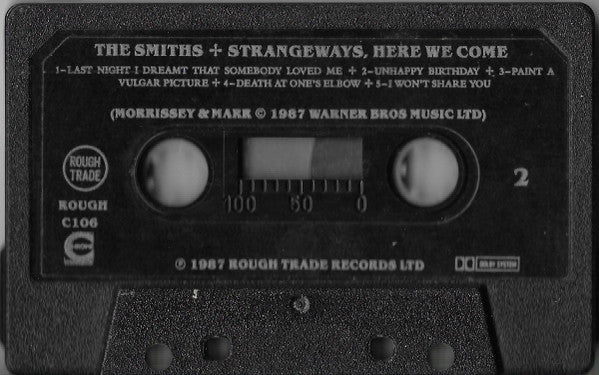 THE SMITHS + STRANGEWAYS, HERE WE COME
1-LAST NIGHT I DREAMT THAT SOMEBODY LOVED ME + 2-UNHAPPY BIRTHDAY + 3-PAINT A
VULGAR PICTURE + 4-DEATH AT ONE'S ELBOW + 5-I WON'T SHARE YOU
(MORRISSEY & MARR © 1987 WARNER BROS MUSIC LTD)
ROUGH
TRADE
ROUGH
C106
2
100 50 0
℗ 1987 ROUGH TRADE RECORDS LTD
DOLBY SYSTEM